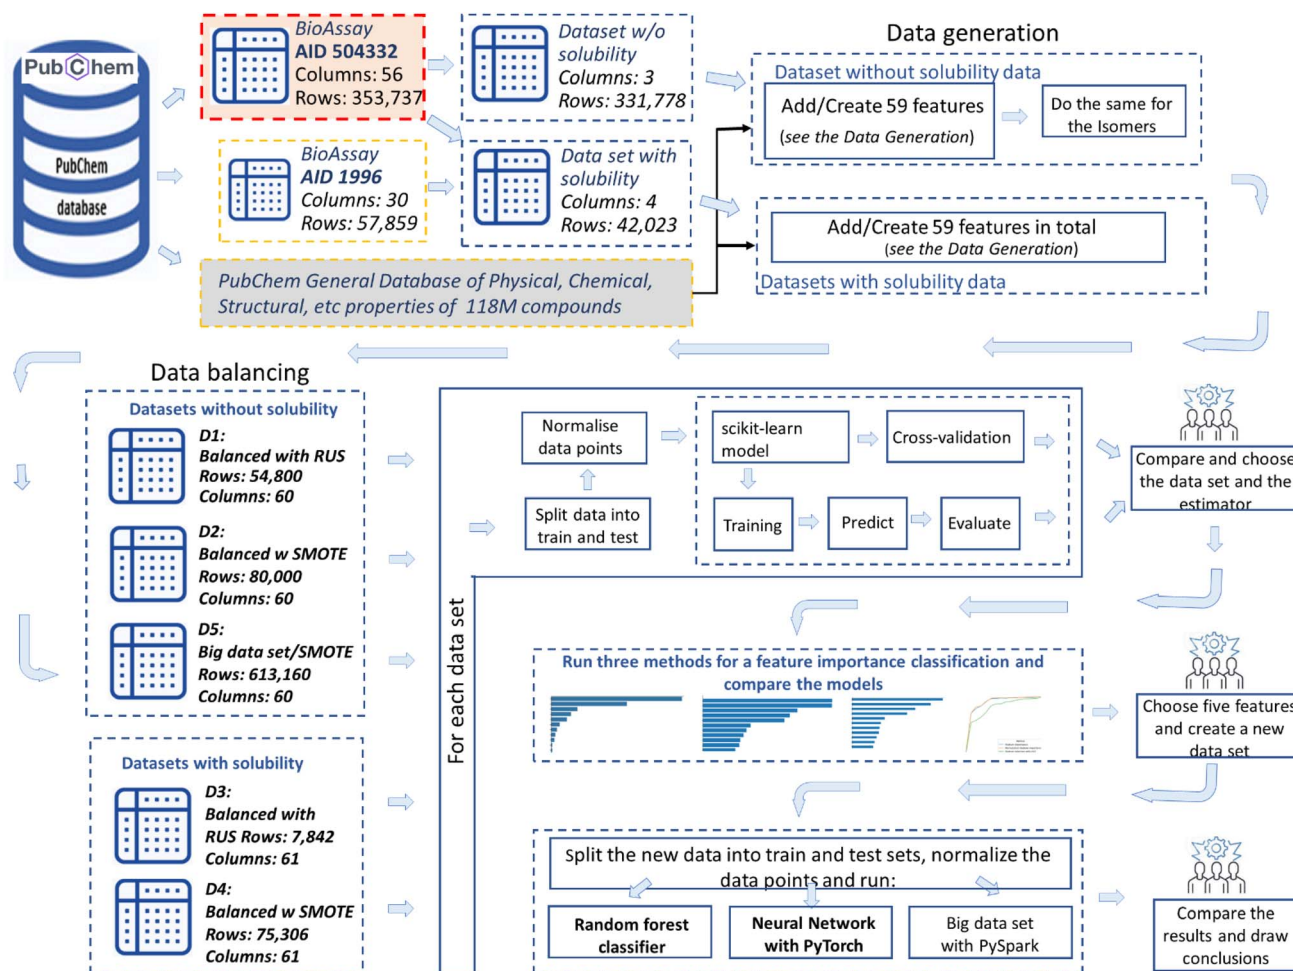 PubChem
PubChem
database
BioAssay
AID 504332
Columns: 56
Rows: 353,737
BioAssay
AID 1996
Columns: 30
Rows: 57,859
Dataset w/o
solubility
Columns: 3
Rows: 331,778
Data set with
solubility
Columns: 4
Rows: 42,023
PubChem General Database of Physical, Chemical,
Structural, etc properties of 118M compounds
Data generation
Dataset without solubility data
Add/Create 59 features
(see the Data Generation)
Do the same for
the Isomers
Add/Create 59 features in total
(see the Data Generation)
Datasets with solubility data
Data balancing
Datasets without solubility
D1:
Balanced with RUS
Rows: 54,800
Columns: 60
D2:
Balanced w SMOTE
Rows: 80,000
Columns: 60
D5:
Big data set/SMOTE
Rows: 613,160
Columns: 60
Datasets with solubility
D3:
Balanced with
RUS Rows: 7,842
Columns: 61
D4:
Balanced w SMOTE
Rows: 75,306
Columns: 61
For each data set
Normalise
data points
Split data into
train and test
scikit-learn
model
Cross-validation
Training
Predict
Evaluate
Compare and choose
the data set and the
estimator
Run three methods for a feature importance classification and
compare the models
Choose five features
and create a new
data set
Split the new data into train and test sets, normalize the
data points and run:
Random forest
classifier
Neural Network
with PyTorch
Big data set
with PySpark
Compare the
results and draw
conclusions